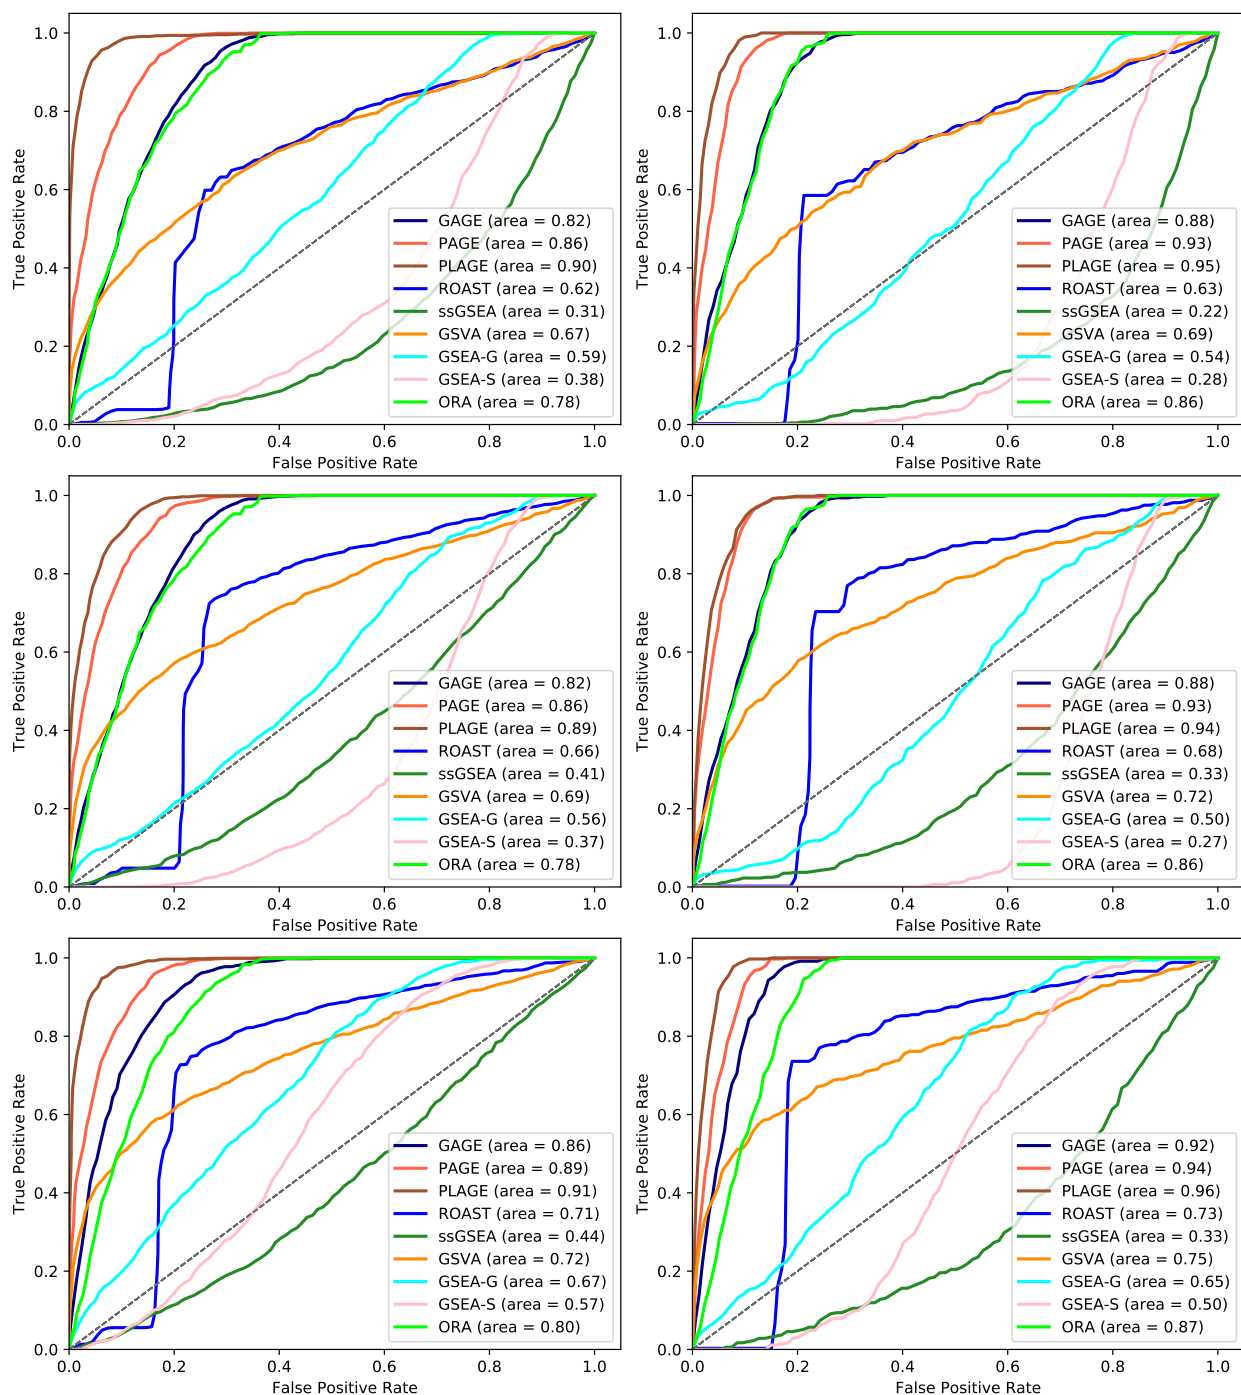 1.0
0.8
0.6
0.4
0.2
0.0
True Positive Rate
0.0 0.2 0.4 0.6 0.8 1.0
False Positive Rate
GAGE (area = 0.82)
PAGE (area = 0.86)
PLAGE (area = 0.90)
ROAST (area = 0.62)
ssGSEA (area = 0.31)
GSVA (area = 0.67)
GSEA-G (area = 0.59)
GSEA-S (area = 0.38)
ORA (area = 0.78)
1.0
0.8
0.6
0.4
0.2
0.0
True Positive Rate
0.0 0.2 0.4 0.6 0.8 1.0
False Positive Rate
GAGE (area = 0.88)
PAGE (area = 0.93)
PLAGE (area = 0.95)
ROAST (area = 0.63)
ssGSEA (area = 0.22)
GSVA (area = 0.69)
GSEA-G (area = 0.54)
GSEA-S (area = 0.28)
ORA (area = 0.86)
1.0
0.8
0.6
0.4
0.2
0.0
True Positive Rate
0.0 0.2 0.4 0.6 0.8 1.0
False Positive Rate
GAGE (area = 0.82)
PAGE (area = 0.86)
PLAGE (area = 0.89)
ROAST (area = 0.66)
ssGSEA (area = 0.41)
GSVA (area = 0.69)
GSEA-G (area = 0.56)
GSEA-S (area = 0.37)
ORA (area = 0.78)
1.0
0.8
0.6
0.4
0.2
0.0
True Positive Rate
0.0 0.2 0.4 0.6 0.8 1.0
False Positive Rate
GAGE (area = 0.88)
PAGE (area = 0.93)
PLAGE (area = 0.94)
ROAST (area = 0.68)
ssGSEA (area = 0.33)
GSVA (area = 0.72)
GSEA-G (area = 0.50)
GSEA-S (area = 0.27)
ORA (area = 0.86)
1.0
0.8
0.6
0.4
0.2
0.0
True Positive Rate
0.0 0.2 0.4 0.6 0.8 1.0
False Positive Rate
GAGE (area = 0.86)
PAGE (area = 0.89)
PLAGE (area = 0.91)
ROAST (area = 0.71)
ssGSEA (area = 0.44)
GSVA (area = 0.72)
GSEA-G (area = 0.67)
GSEA-S (area = 0.57)
ORA (area = 0.80)
1.0
0.8
0.6
0.4
0.2
0.0
True Positive Rate
0.0 0.2 0.4 0.6 0.8 1.0
False Positive Rate
GAGE (area = 0.92)
PAGE (area = 0.94)
PLAGE (area = 0.96)
ROAST (area = 0.73)
ssGSEA (area = 0.33)
GSVA (area = 0.75)
GSEA-G (area = 0.65)
GSEA-S (area = 0.50)
ORA (area = 0.87)